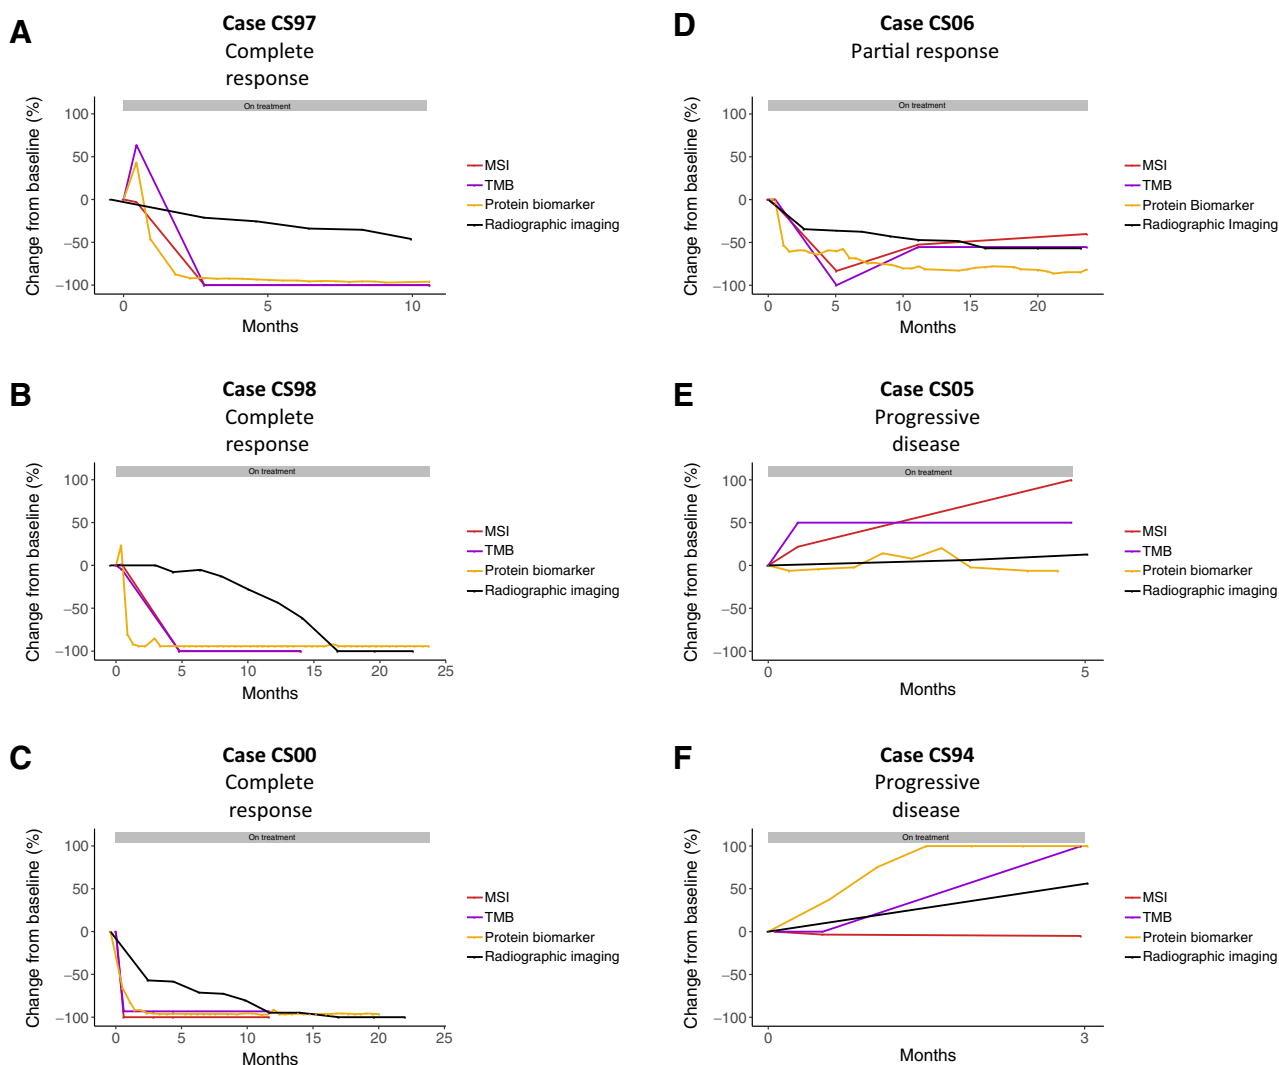 A
Case CS97
Complete
response
Change from baseline (%)
100
50
0
−50
−100
On treatment
0
5
10
Months
MSI
TMB
Protein biomarker
Radiographic imaging
D
Case CS06
Partial response
Change from baseline (%)
100
50
0
−50
−100
On treatment
0
5
10
15
20
Months
MSI
TMB
Protein Biomarker
Radiographic Imaging
B
Case CS98
Complete
response
Change from baseline (%)
100
50
0
−50
−100
On treatment
0
5
10
15
20
25
Months
MSI
TMB
Protein biomarker
Radiographic imaging
E
Case CS05
Progressive
disease
Change from baseline (%)
100
50
0
−50
−100
On treatment
0
5
Months
MSI
TMB
Protein biomarker
Radiographic imaging
C
Case CS00
Complete
response
Change from baseline (%)
100
50
0
−50
−100
On treatment
0
5
10
15
20
25
Months
MSI
TMB
Protein biomarker
Radiographic imaging
F
Case CS94
Progressive
disease
Change from baseline (%)
100
50
0
−50
−100
On treatment
0
3
Months
MSI
TMB
Protein biomarker
Radiographic imaging